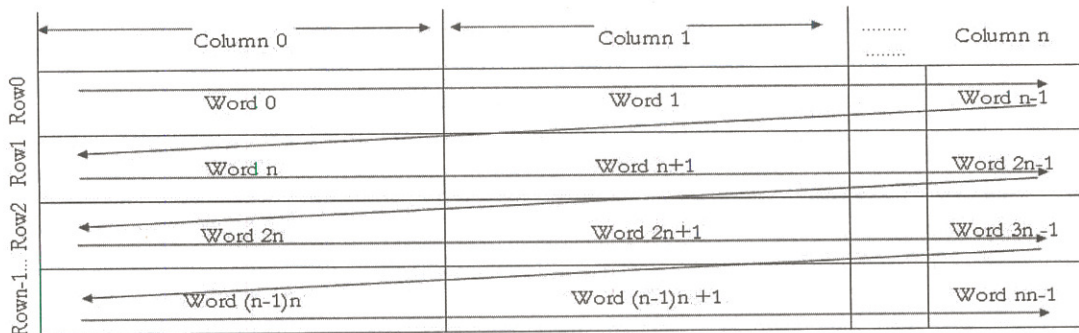 Column 0 Column 1 ........ Column n
........
Row0 Word 0 Word 1 Word n-1
Row1 Word n Word n+1 Word 2n-1
Row2 Word 2n Word 2n+1 Word 3n-1
Rown-1... Word (n-1)n Word (n-1)n +1 Word nn-1